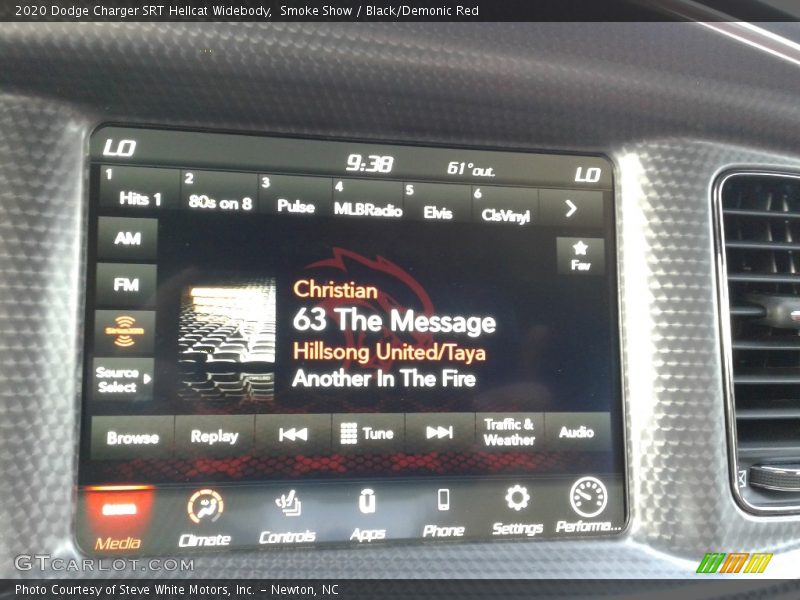 2020 Dodge Charger SRT Hellcat Widebody, Smoke Show / Black/Demonic Red
LO 9:38 61° out. LO
1 Hits 1 2 80s on 8 3 Pulse 4 MLBRadio 5 Elvis 6 ClsVinyl
AM
Fav
FM
Christian
63 The Message
SiriusXM
Hillsong United/Taya
Source
Select
Another In The Fire
Browse Replay Tune Traffic & Weather Audio
Media Climate Controls Apps Phone Settings Performa...
GTCARLOT.COM
Photo Courtesy of Steve White Motors, Inc. – Newton, NC